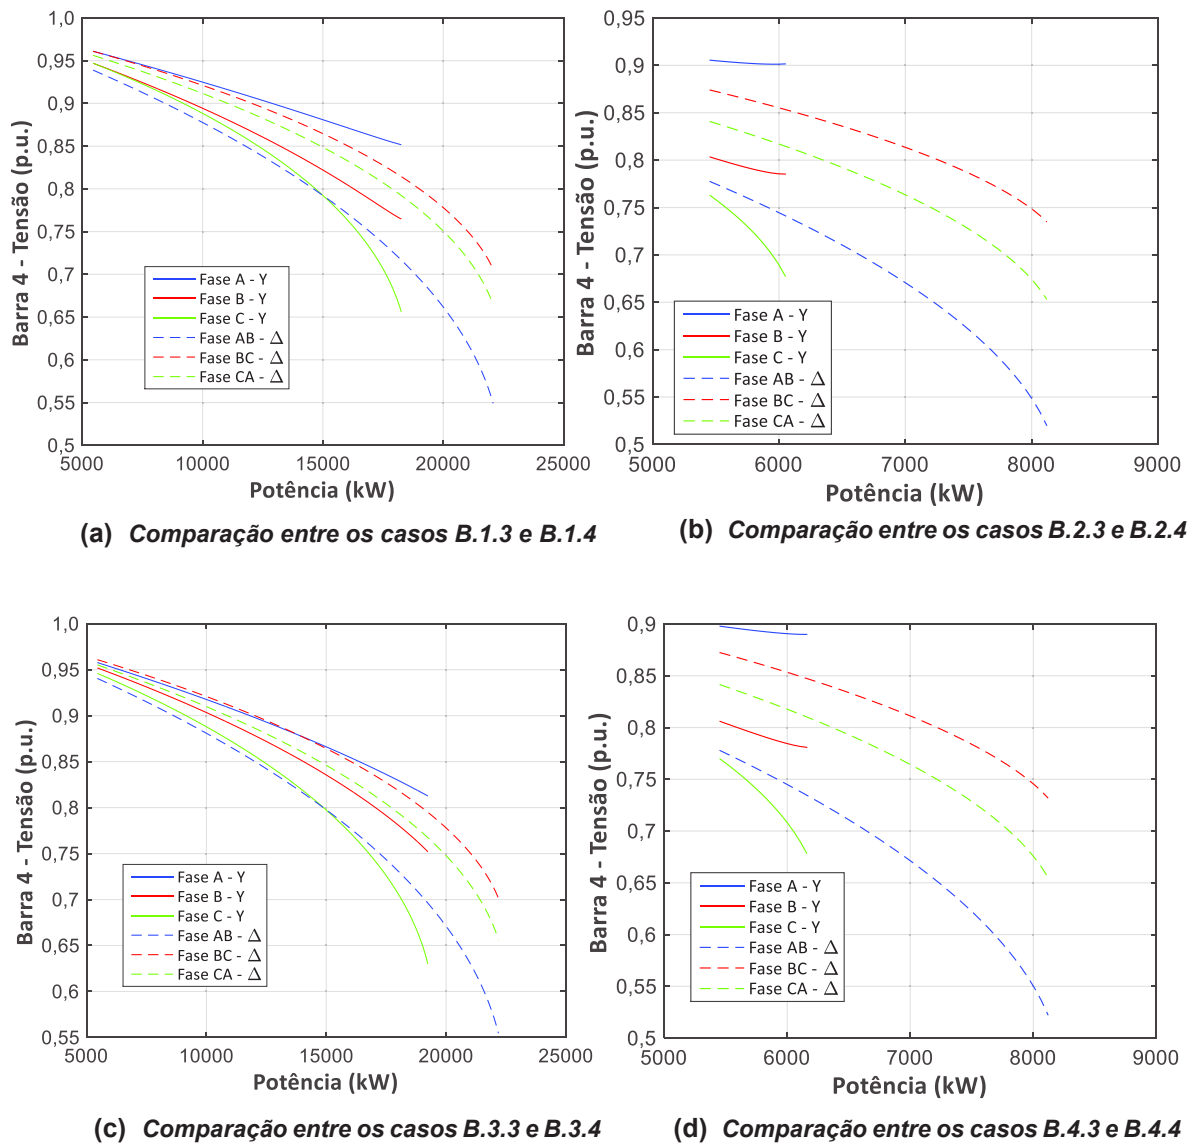 1,0
0,95
0,9
0,85
0,8
0,75
0,7
0,65
0,6
0,55
0,5
Barra 4 - Tensão (p.u.)
Fase A - Y
Fase B - Y
Fase C - Y
Fase AB - Δ
Fase BC - Δ
Fase CA - Δ
5000 10000 15000 20000 25000
Potência (kW)
(a) Comparação entre os casos B.1.3 e B.1.4
0,95
0,9
0,85
0,8
0,75
0,7
0,65
0,6
0,55
0,5
Barra 4 - Tensão (p.u.)
Fase A - Y
Fase B - Y
Fase C - Y
Fase AB - Δ
Fase BC - Δ
Fase CA - Δ
5000 6000 7000 8000 9000
Potência (kW)
(b) Comparação entre os casos B.2.3 e B.2.4
1,0
0,95
0,9
0,85
0,8
0,75
0,7
0,65
0,6
0,55
Barra 4 - Tensão (p.u.)
Fase A - Y
Fase B - Y
Fase C - Y
Fase AB - Δ
Fase BC - Δ
Fase CA - Δ
5000 10000 15000 20000 25000
Potência (kW)
(c) Comparação entre os casos B.3.3 e B.3.4
0,9
0,85
0,8
0,75
0,7
0,65
0,6
0,55
0,5
Barra 4 - Tensão (p.u.)
Fase A - Y
Fase B - Y
Fase C - Y
Fase AB - Δ
Fase BC - Δ
Fase CA - Δ
5000 6000 7000 8000 9000
Potência (kW)
(d) Comparação entre os casos B.4.3 e B.4.4